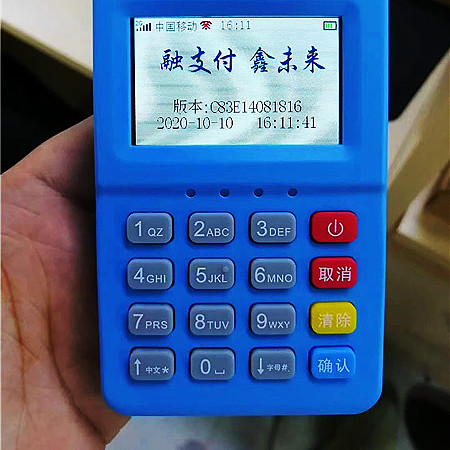 中国移动 16:11
融支付 鑫未来
版本:C83E14081816
2020-10-10 16:11:41
1 QZ 2 ABC 3 DEF
4 GHI 5 JKL 6 MNO 取消
7 PRS 8 TUV 9 WXY 清除
↑ 中文* 0 ↓ 字母#. 确认